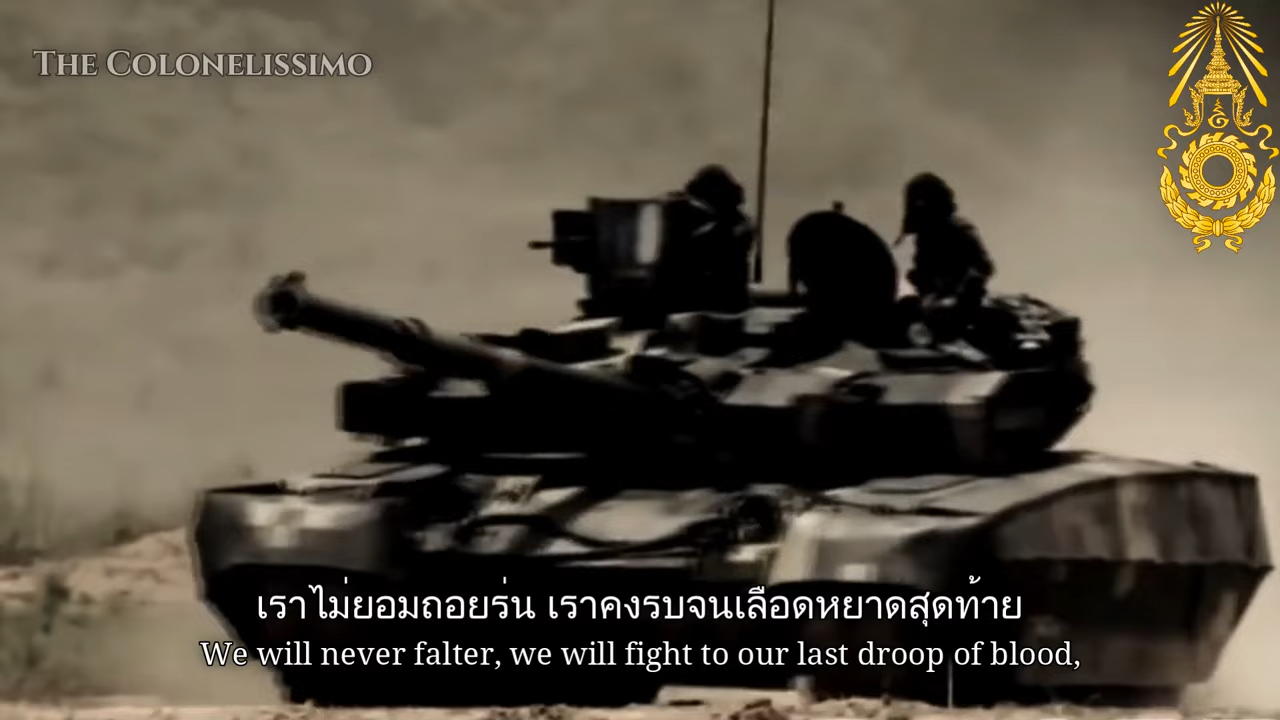 THE COLONELISSIMO
เราไม่ยอมถอยร่น เราคงรบจนเลือดหยาดสุดท้าย
We will never falter, we will fight to our last droop of blood,